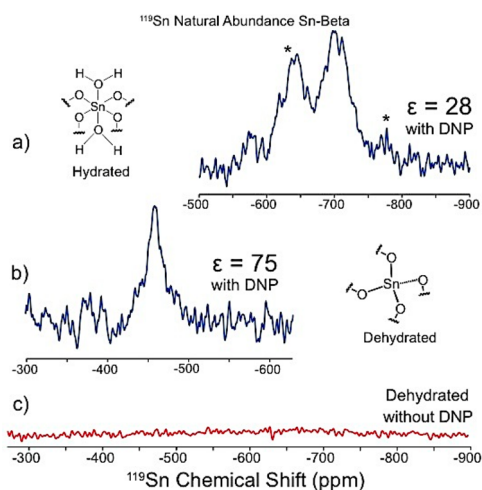 ¹¹⁹Sn Natural Abundance Sn-Beta
*
*
ε = 28
with DNP
a)
H H
H O H
O Sn O
O O
H O H
Hydrated
-500 -600 -700 -800 -900
b)
ε = 75
with DNP
O
Sn
O O
O
Dehydrated
-300 -400 -500 -600
c)
Dehydrated
without DNP
-300 -400 -500 -600 -700 -800 -900
¹¹⁹Sn Chemical Shift (ppm)